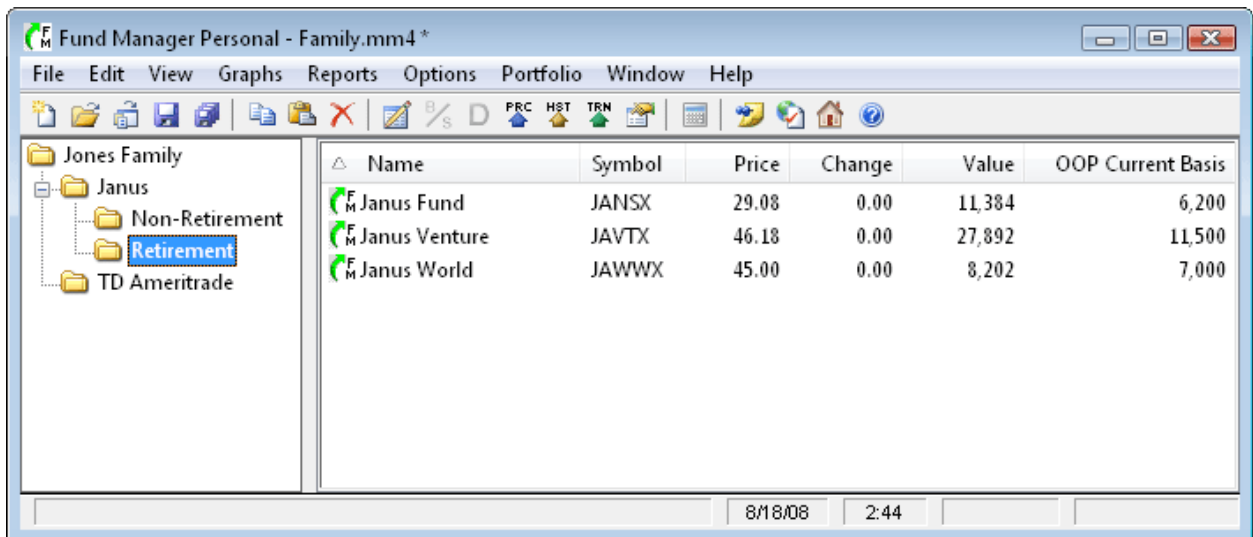 Fund Manager Personal - Family.mm4 *
File Edit View Graphs Reports Options Portfolio Window Help
B/S D PRC HST TRN
Jones Family
Janus
Non-Retirement
Retirement
TD Ameritrade
Name Symbol Price Change Value OOP Current Basis
Janus Fund JANSX 29.08 0.00 11,384 6,200
Janus Venture JAVTX 46.18 0.00 27,892 11,500
Janus World JAWWX 45.00 0.00 8,202 7,000
8/18/08 2:44